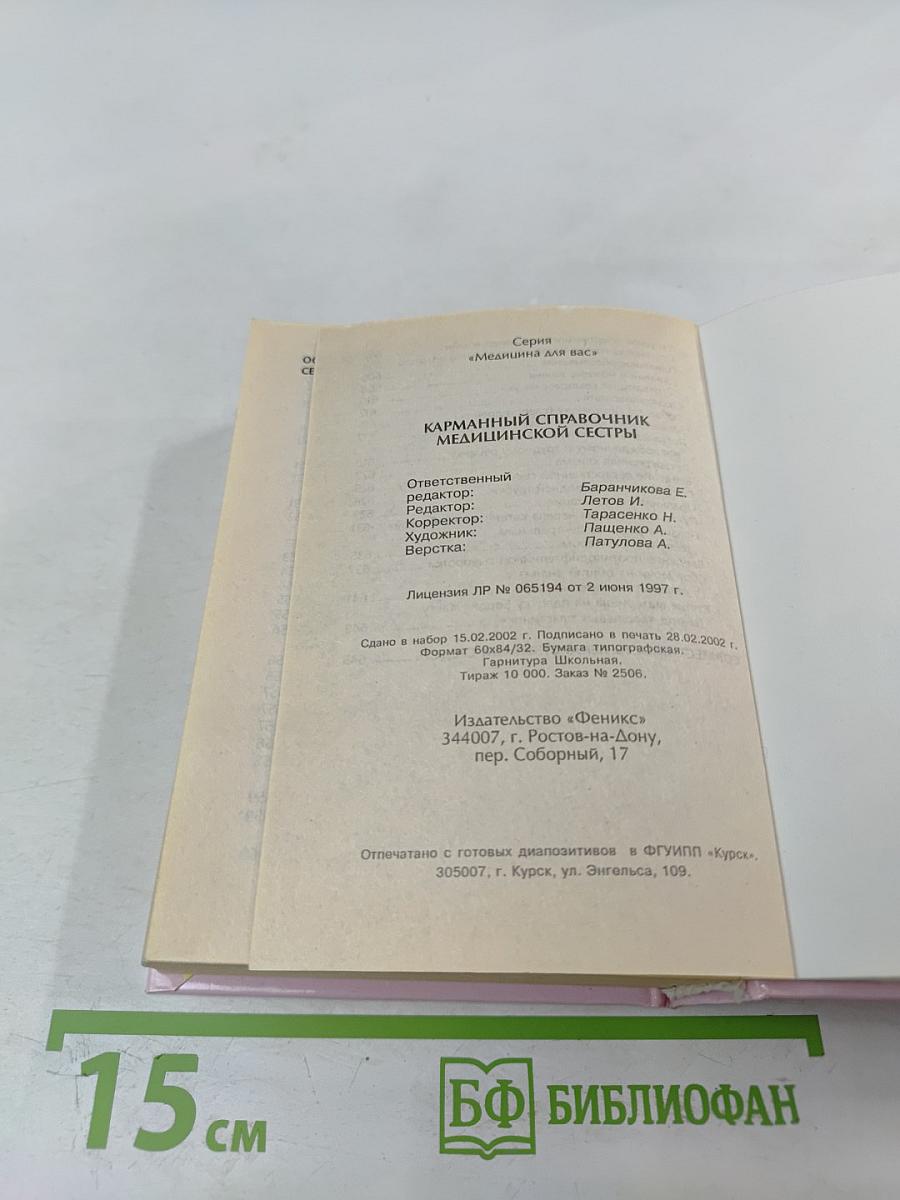 Серия
«Медицина для вас»
КАРМАННЫЙ СПРАВОЧНИК
МЕДИЦИНСКОЙ СЕСТРЫ
Ответственный
редактор: Баранчикова Е.
Редактор: Летов И.
Корректор: Тарасенко Н.
Художник: Пащенко А.
Верстка: Патулова А.
Лицензия ЛР № 065194 от 2 июня 1997 г.
Сдано в набор 15.02.2002 г. Подписано в печать 28.02.2002 г.
Формат 60х84/32. Бумага типографская.
Гарнитура Школьная.
Тираж 10 000. Заказ № 2506.
Издательство «Феникс»
344007, г. Ростов-на-Дону,
пер. Соборный, 17
Отпечатано с готовых диапозитивов в ФГУИПП «Курск»,
305007, г. Курск, ул. Энгельса, 109.
15 см
БФ БИБЛИОФАН